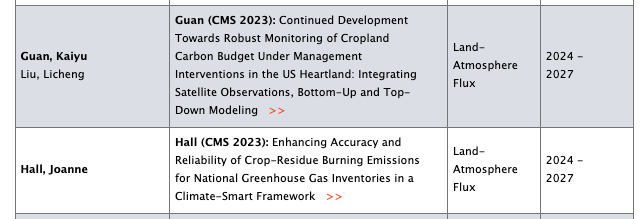 Guan, Kaiyu
Liu, Licheng
Guan (CMS 2023): Continued Development
Towards Robust Monitoring of Cropland
Carbon Budget Under Management
Interventions in the US Heartland: Integrating
Satellite Observations, Bottom-Up and Top-
Down Modeling >>
Land-
Atmosphere
Flux
2024 –
2027
Hall, Joanne
Hall (CMS 2023): Enhancing Accuracy and
Reliability of Crop-Residue Burning Emissions
for National Greenhouse Gas Inventories in a
Climate-Smart Framework >>
Land-
Atmosphere
Flux
2024 –
2027